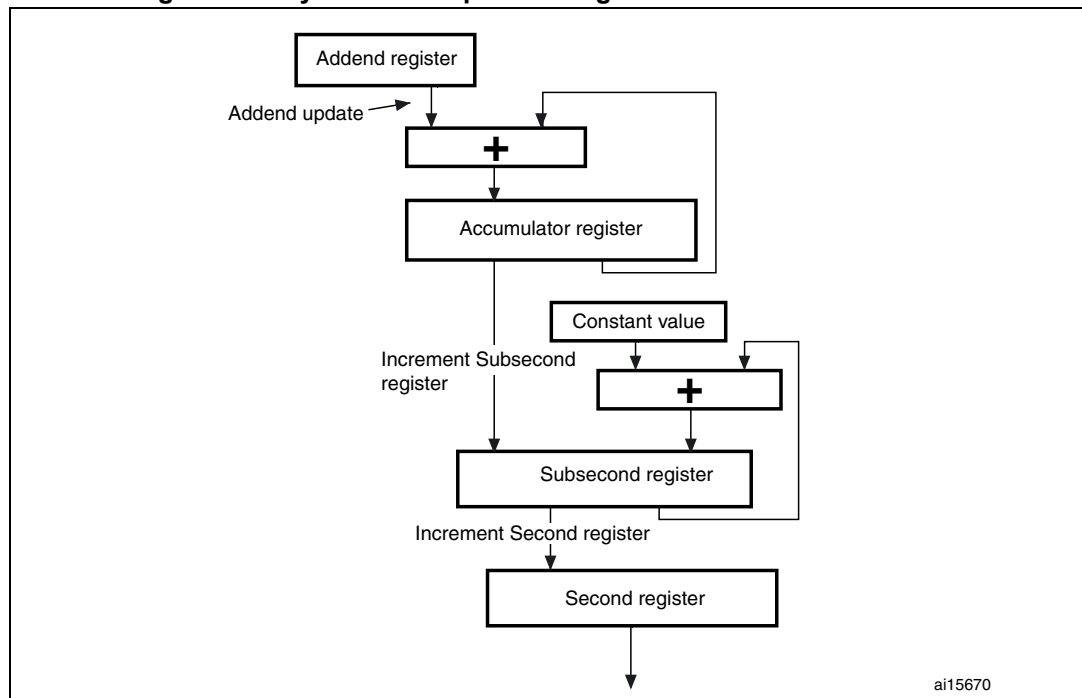 Addend register
Addend update
+
Accumulator register
Constant value
Increment Subsecond
register
+
Subsecond register
Increment Second register
Second register
ai15670